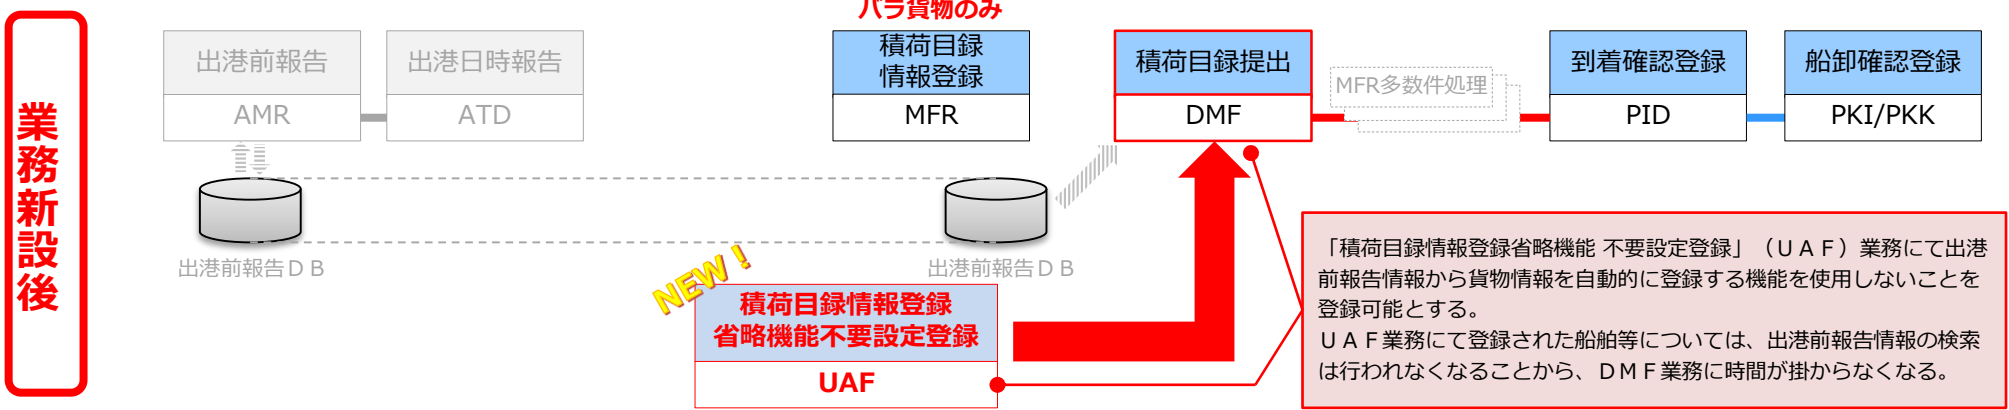 業務新設後
バラ貨物のみ
出港前報告
AMR
出港日時報告
ATD
積荷目録
情報登録
MFR
積荷目録提出
DMF
MFR多数件処理
到着確認登録
PID
船卸確認登録
PKI/PKK
出港前報告ＤＢ
出港前報告ＤＢ
NEW！
積荷目録情報登録
省略機能不要設定登録
UAF
「積荷目録情報登録省略機能 不要設定登録」（ＵＡＦ）業務にて出港
前報告情報から貨物情報を自動的に登録する機能を使用しないことを
登録可能とする。
ＵＡＦ業務にて登録された船舶等については、出港前報告情報の検索
は行われなくなることから、ＤＭＦ業務に時間が掛からなくなる。